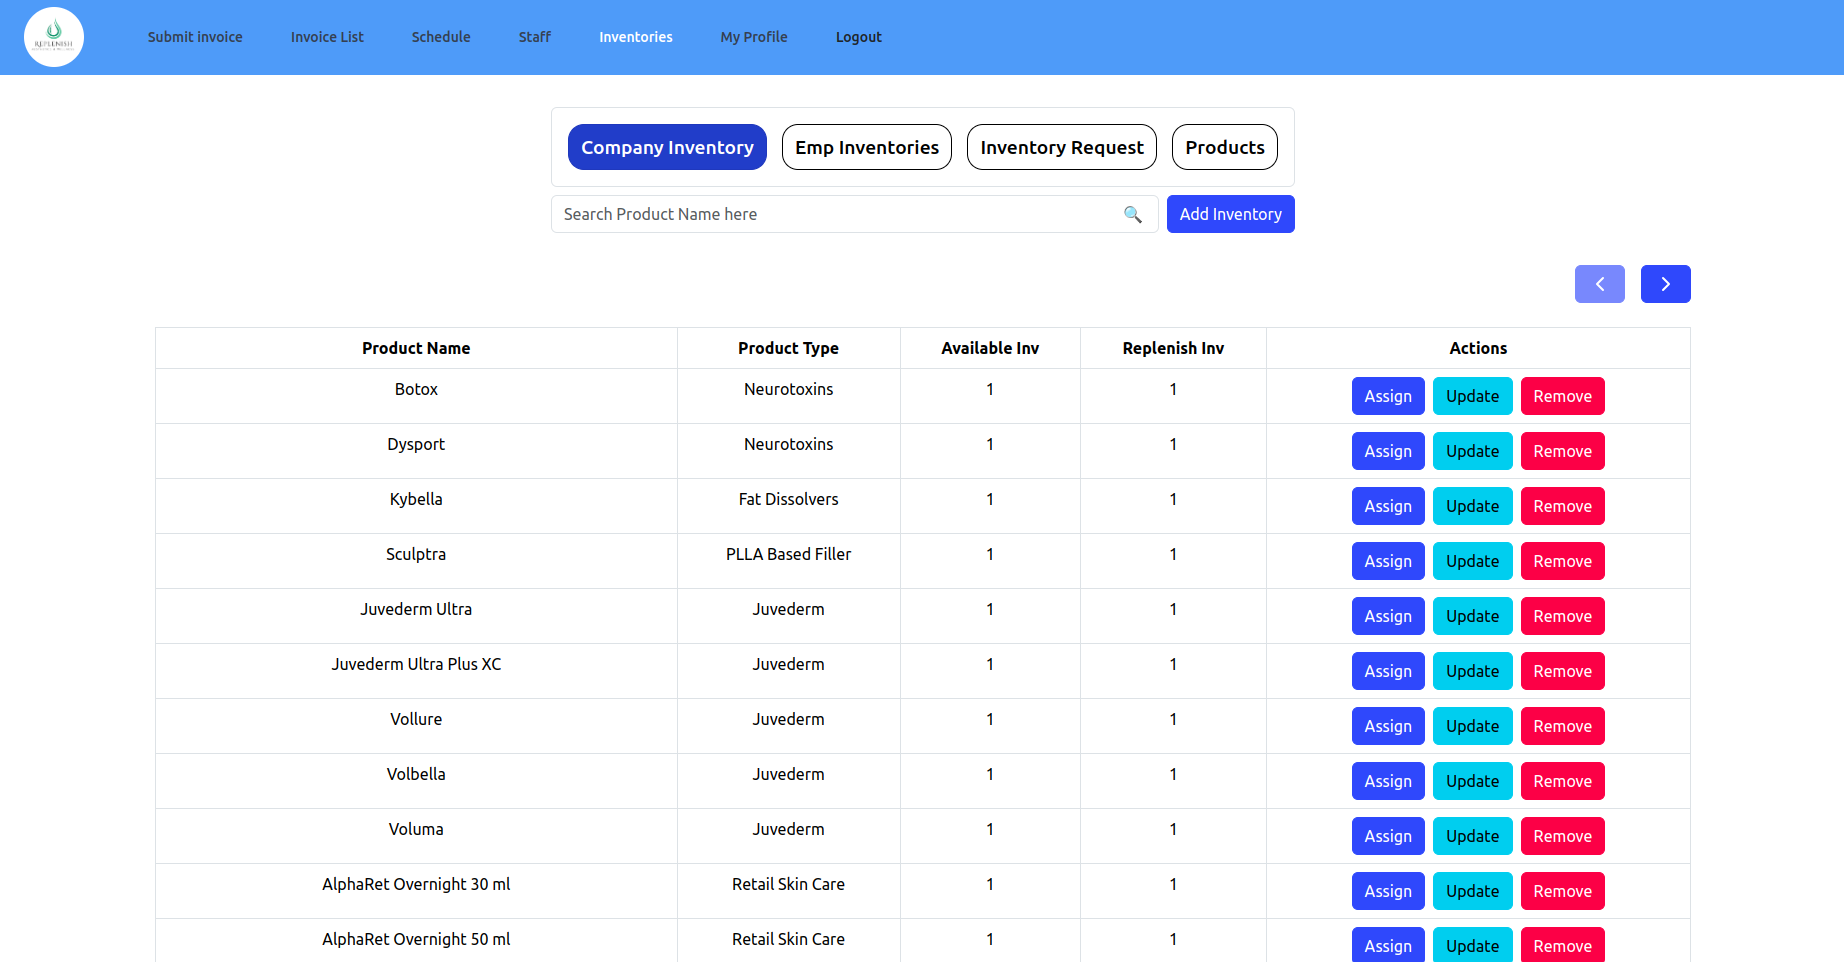 REPLENISH
Submit invoice Invoice List Schedule Staff Inventories My Profile Logout
Company Inventory Emp Inventories Inventory Request Products
Search Product Name here Add Inventory
Product Name Product Type Available Inv Replenish Inv Actions
Botox Neurotoxins 1 1 Assign Update Remove
Dysport Neurotoxins 1 1 Assign Update Remove
Kybella Fat Dissolvers 1 1 Assign Update Remove
Sculptra PLLA Based Filler 1 1 Assign Update Remove
Juvederm Ultra Juvederm 1 1 Assign Update Remove
Juvederm Ultra Plus XC Juvederm 1 1 Assign Update Remove
Vollure Juvederm 1 1 Assign Update Remove
Volbella Juvederm 1 1 Assign Update Remove
Voluma Juvederm 1 1 Assign Update Remove
AlphaRet Overnight 30 ml Retail Skin Care 1 1 Assign Update Remove
AlphaRet Overnight 50 ml Retail Skin Care 1 1 Assign Update Remove